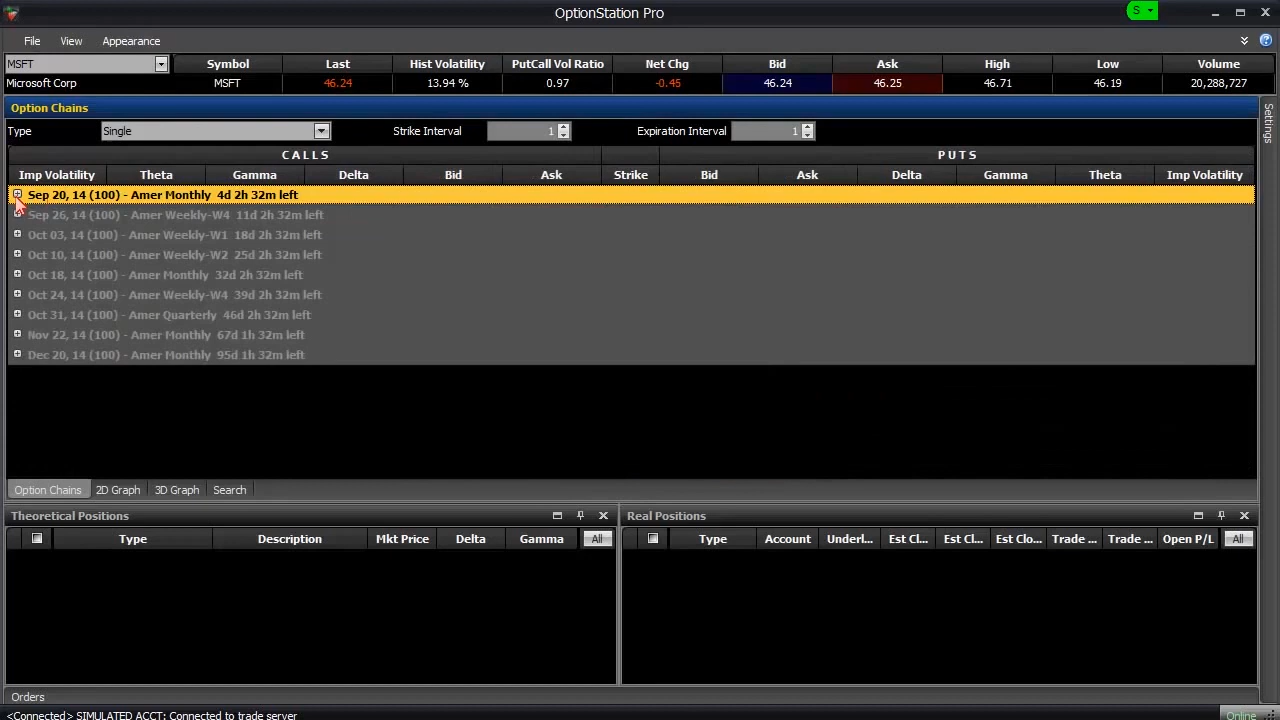 OptionStation Pro
S
File View Appearance
MSFT Symbol Last Hist Volatility PutCall Vol Ratio Net Chg Bid Ask High Low Volume
Microsoft Corp MSFT 46.24 13.94 % 0.97 -0.45 46.24 46.25 46.71 46.19 20,288,727
Option Chains
Settings
Type Single Strike Interval 1 Expiration Interval 1
CALLS PUTS
Imp Volatility Theta Gamma Delta Bid Ask Strike Bid Ask Delta Gamma Theta Imp Volatility
Sep 20, 14 (100) - Amer Monthly 4d 2h 32m left
Sep 26, 14 (100) - Amer Weekly-W4 11d 2h 32m left
Oct 03, 14 (100) - Amer Weekly-W1 18d 2h 32m left
Oct 10, 14 (100) - Amer Weekly-W2 25d 2h 32m left
Oct 18, 14 (100) - Amer Monthly 32d 2h 32m left
Oct 24, 14 (100) - Amer Weekly-W4 39d 2h 32m left
Oct 31, 14 (100) - Amer Quarterly 46d 2h 32m left
Nov 22, 14 (100) - Amer Monthly 67d 1h 32m left
Dec 20, 14 (100) - Amer Monthly 95d 1h 32m left
Option Chains 2D Graph 3D Graph Search
Theoretical Positions Real Positions
Type Description Mkt Price Delta Gamma All Type Account Underl... Est Cl... Est Cl... Est Clo... Trade ... Trade ... Open P/L All
Orders
<Connected> SIMULATED ACCT: Connected to trade server Online